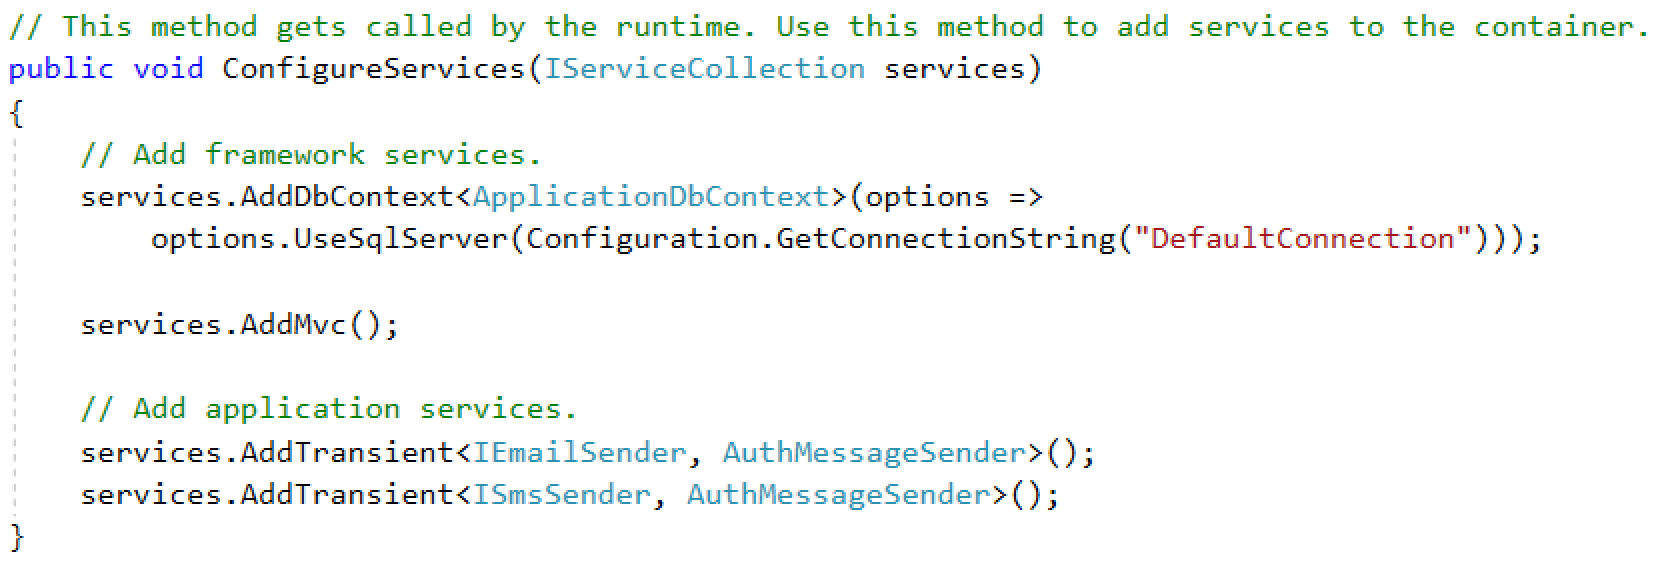 // This method gets called by the runtime. Use this method to add services to the container.
public void ConfigureServices(IServiceCollection services)
{
    // Add framework services.
    services.AddDbContext<ApplicationDbContext>(options =>
        options.UseSqlServer(Configuration.GetConnectionString("DefaultConnection")));

    services.AddMvc();

    // Add application services.
    services.AddTransient<IEmailSender, AuthMessageSender>();
    services.AddTransient<ISmsSender, AuthMessageSender>();
}